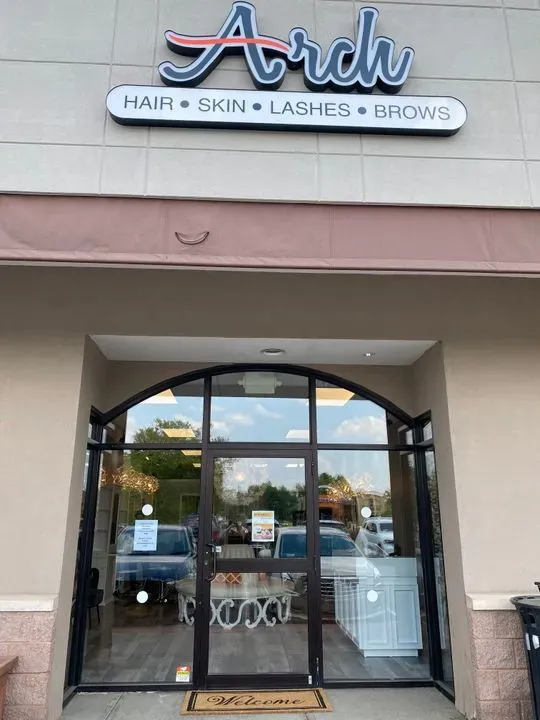 Arch
HAIR • SKIN • LASHES • BROWS
Welcome